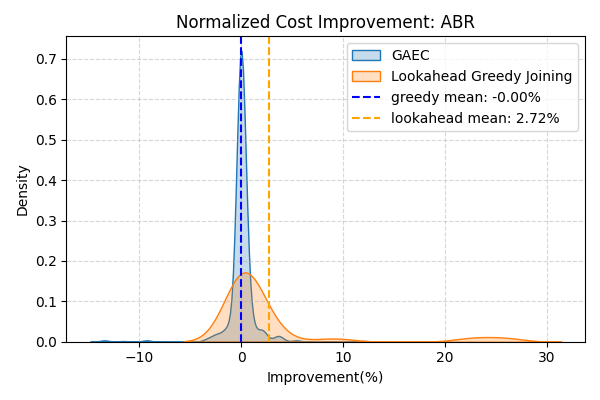 Normalized Cost Improvement: ABR
GAEC
Lookahead Greedy Joining
greedy mean: -0.00%
lookahead mean: 2.72%
Density
0.7
0.6
0.5
0.4
0.3
0.2
0.1
0.0
−10
0
10
20
30
Improvement(%)